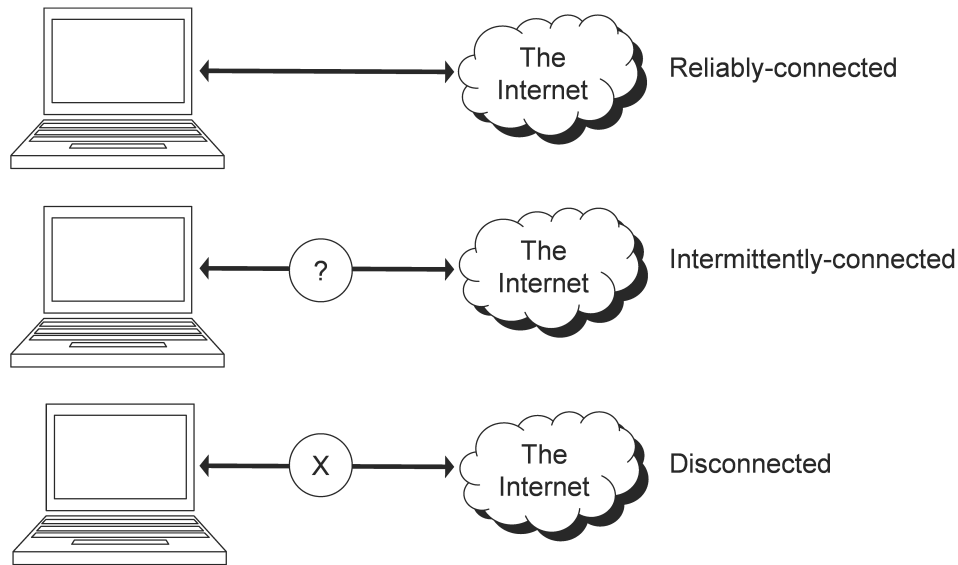 The
Internet
Reliably-connected
?
The
Internet
Intermittently-connected
X
The
Internet
Disconnected